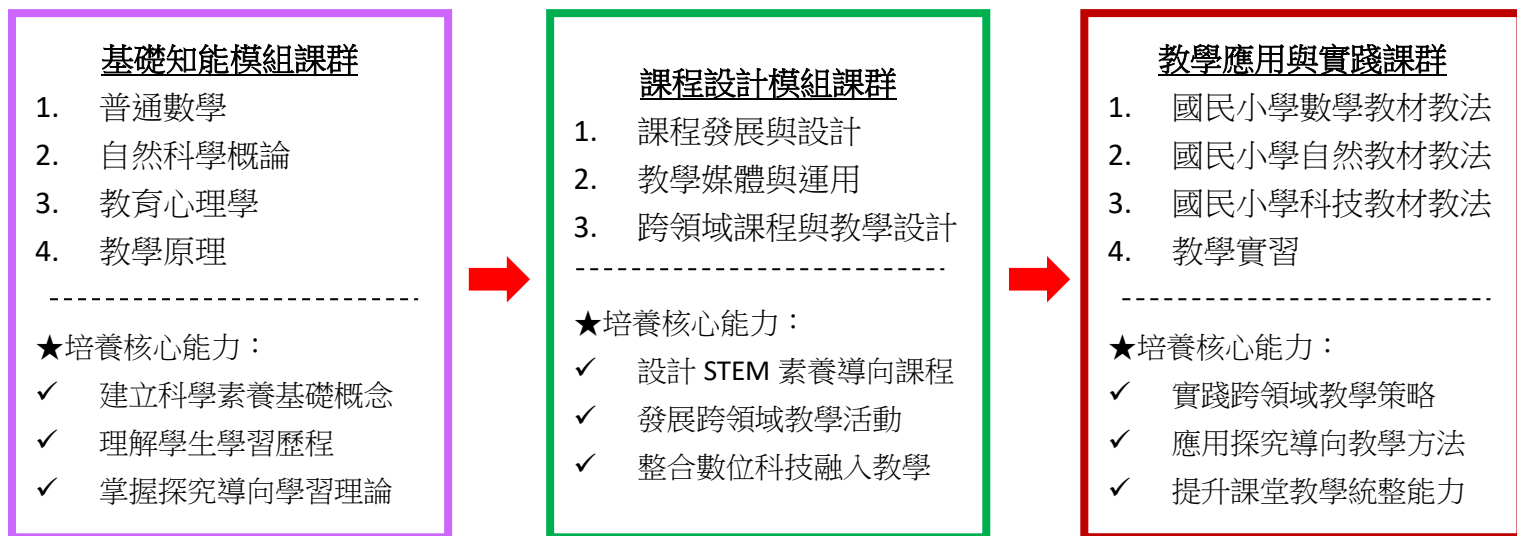 基礎知能模組課群
1. 普通數學
2. 自然科學概論
3. 教育心理學
4. 教學原理
★培養核心能力：
✓ 建立科學素養基礎概念
✓ 理解學生學習歷程
✓ 掌握探究導向學習理論
課程設計模組課群
1. 課程發展與設計
2. 教學媒體與運用
3. 跨領域課程與教學設計
★培養核心能力：
✓ 設計 STEM 素養導向課程
✓ 發展跨領域教學活動
✓ 整合數位科技融入教學
教學應用與實踐課群
1. 國民小學數學教材教法
2. 國民小學自然教材教法
3. 國民小學科技教材教法
4. 教學實習
★培養核心能力：
✓ 實踐跨領域教學策略
✓ 應用探究導向教學方法
✓ 提升課堂教學統整能力